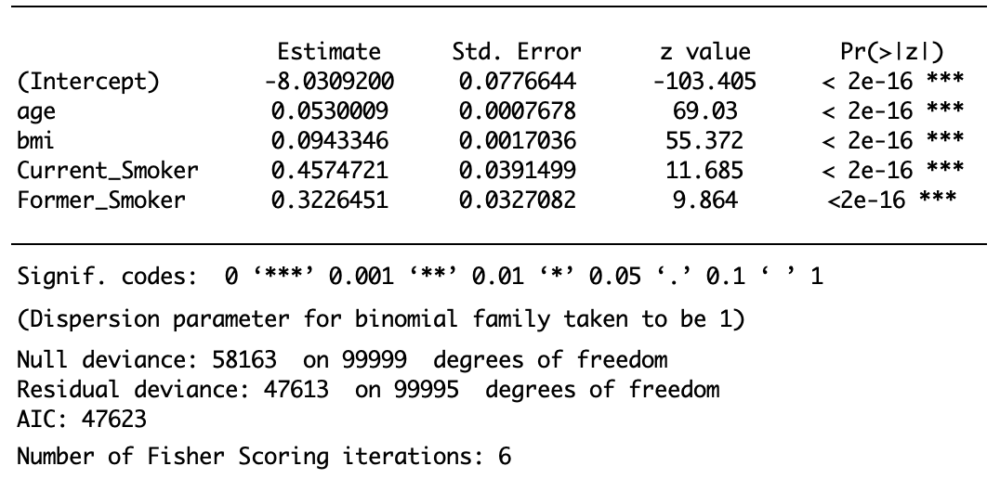 Estimate Std. Error z value Pr(>|z|)
(Intercept) -8.0309200 0.0776644 -103.405 < 2e-16 ***
age 0.0530009 0.0007678 69.03 < 2e-16 ***
bmi 0.0943346 0.0017036 55.372 < 2e-16 ***
Current_Smoker 0.4574721 0.0391499 11.685 < 2e-16 ***
Former_Smoker 0.3226451 0.0327082 9.864 <2e-16 ***
Signif. codes: 0 ‘***’ 0.001 ‘**’ 0.01 ‘*’ 0.05 ‘.’ 0.1 ‘ ’ 1
(Dispersion parameter for binomial family taken to be 1)
Null deviance: 58163 on 99999 degrees of freedom
Residual deviance: 47613 on 99995 degrees of freedom
AIC: 47623
Number of Fisher Scoring iterations: 6